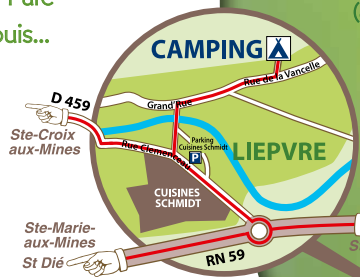 Parc
puis...
CAMPING
Rue de la Vancelle
D 459
Grand'Rue
Ste-Croix
aux-Mines
Rue Clemenceau
Parking
Cuisines Schmidt
P
LIEPVRE
CUISINES
SCHMIDT
Ste-Marie-
aux-Mines
St Dié
RN 59
S